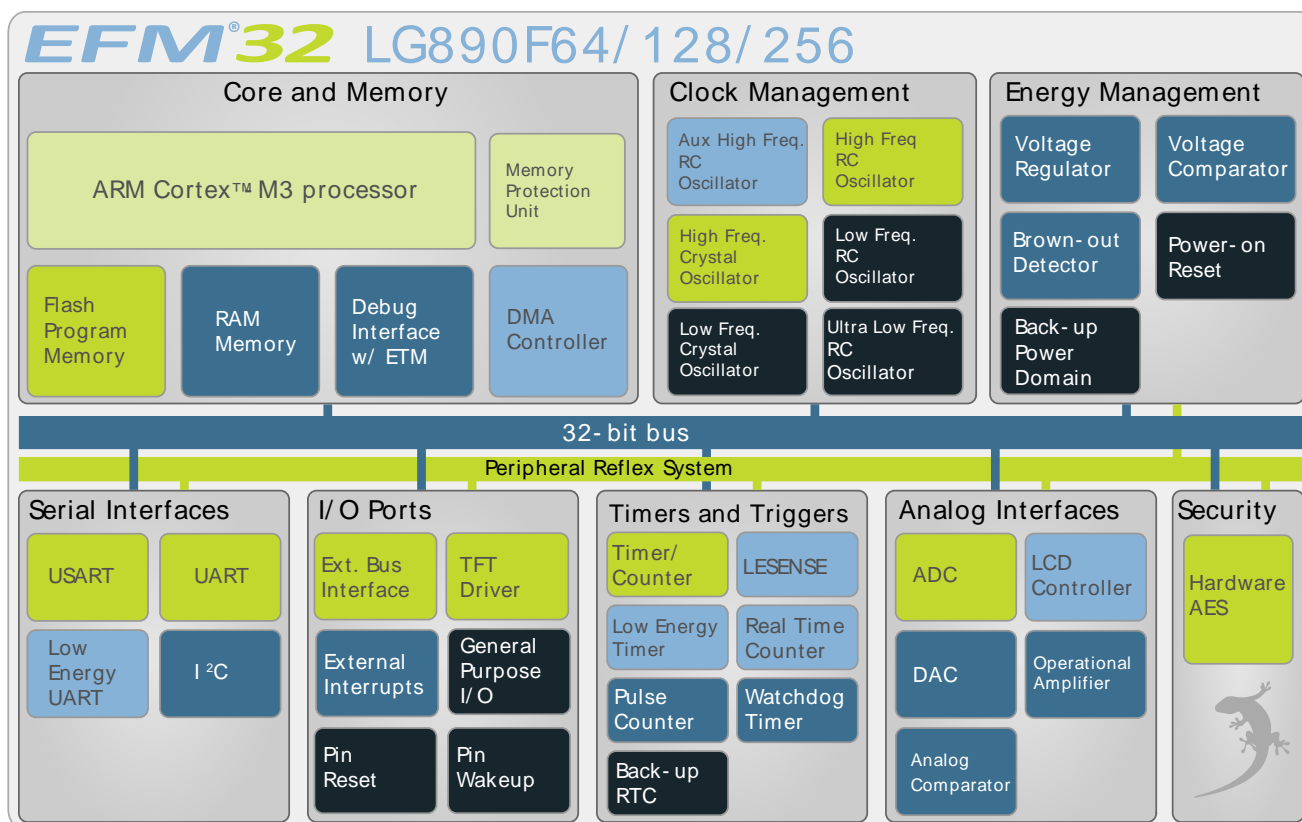 EFM®32 LG890F64/128/256
Core and Memory
ARM Cortex™ M3 processor
Memory
Protection
Unit
Flash
Program
Memory
RAM
Memory
Debug
Interface
w/ ETM
DMA
Controller
Clock Management
Aux High Freq.
RC
Oscillator
High Freq
RC
Oscillator
High Freq.
Crystal
Oscillator
Low Freq.
RC
Oscillator
Low Freq.
Crystal
Oscillator
Ultra Low Freq.
RC
Oscillator
Energy Management
Voltage
Regulator
Voltage
Comparator
Brown-out
Detector
Power-on
Reset
Back-up
Power
Domain
32-bit bus
Peripheral Reflex System
Serial Interfaces
USART
UART
Low
Energy
UART
I²C
I/O Ports
Ext. Bus
Interface
TFT
Driver
External
Interrupts
General
Purpose
I/O
Pin
Reset
Pin
Wakeup
Timers and Triggers
Timer/
Counter
LESENSE
Low Energy
Timer
Real Time
Counter
Pulse
Counter
Watchdog
Timer
Back-up
RTC
Analog Interfaces
ADC
LCD
Controller
DAC
Operational
Amplifier
Analog
Comparator
Security
Hardware
AES